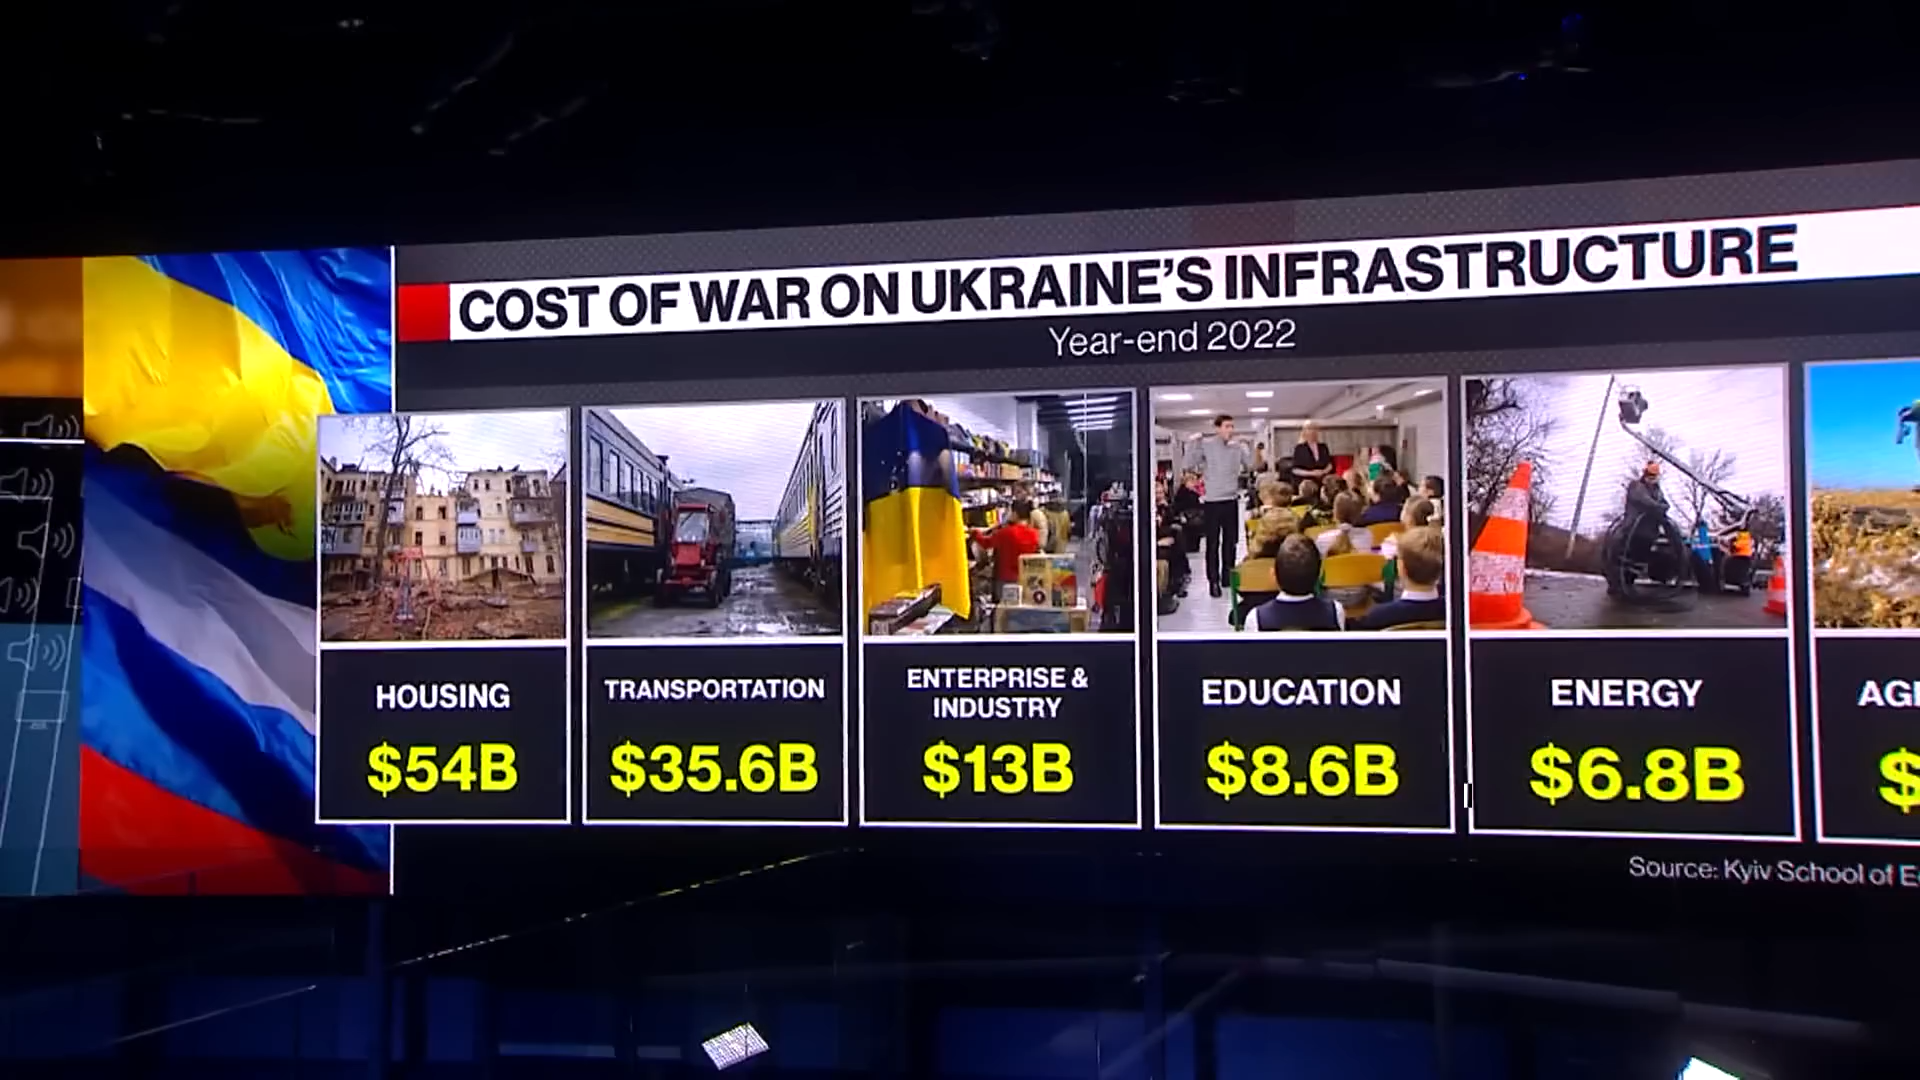 COST OF WAR ON UKRAINE'S INFRASTRUCTURE
Year-end 2022
HOUSING
$54B
TRANSPORTATION
$35.6B
ENTERPRISE &
INDUSTRY
$13B
EDUCATION
$8.6B
ENERGY
$6.8B
$
Source: Kyiv School of